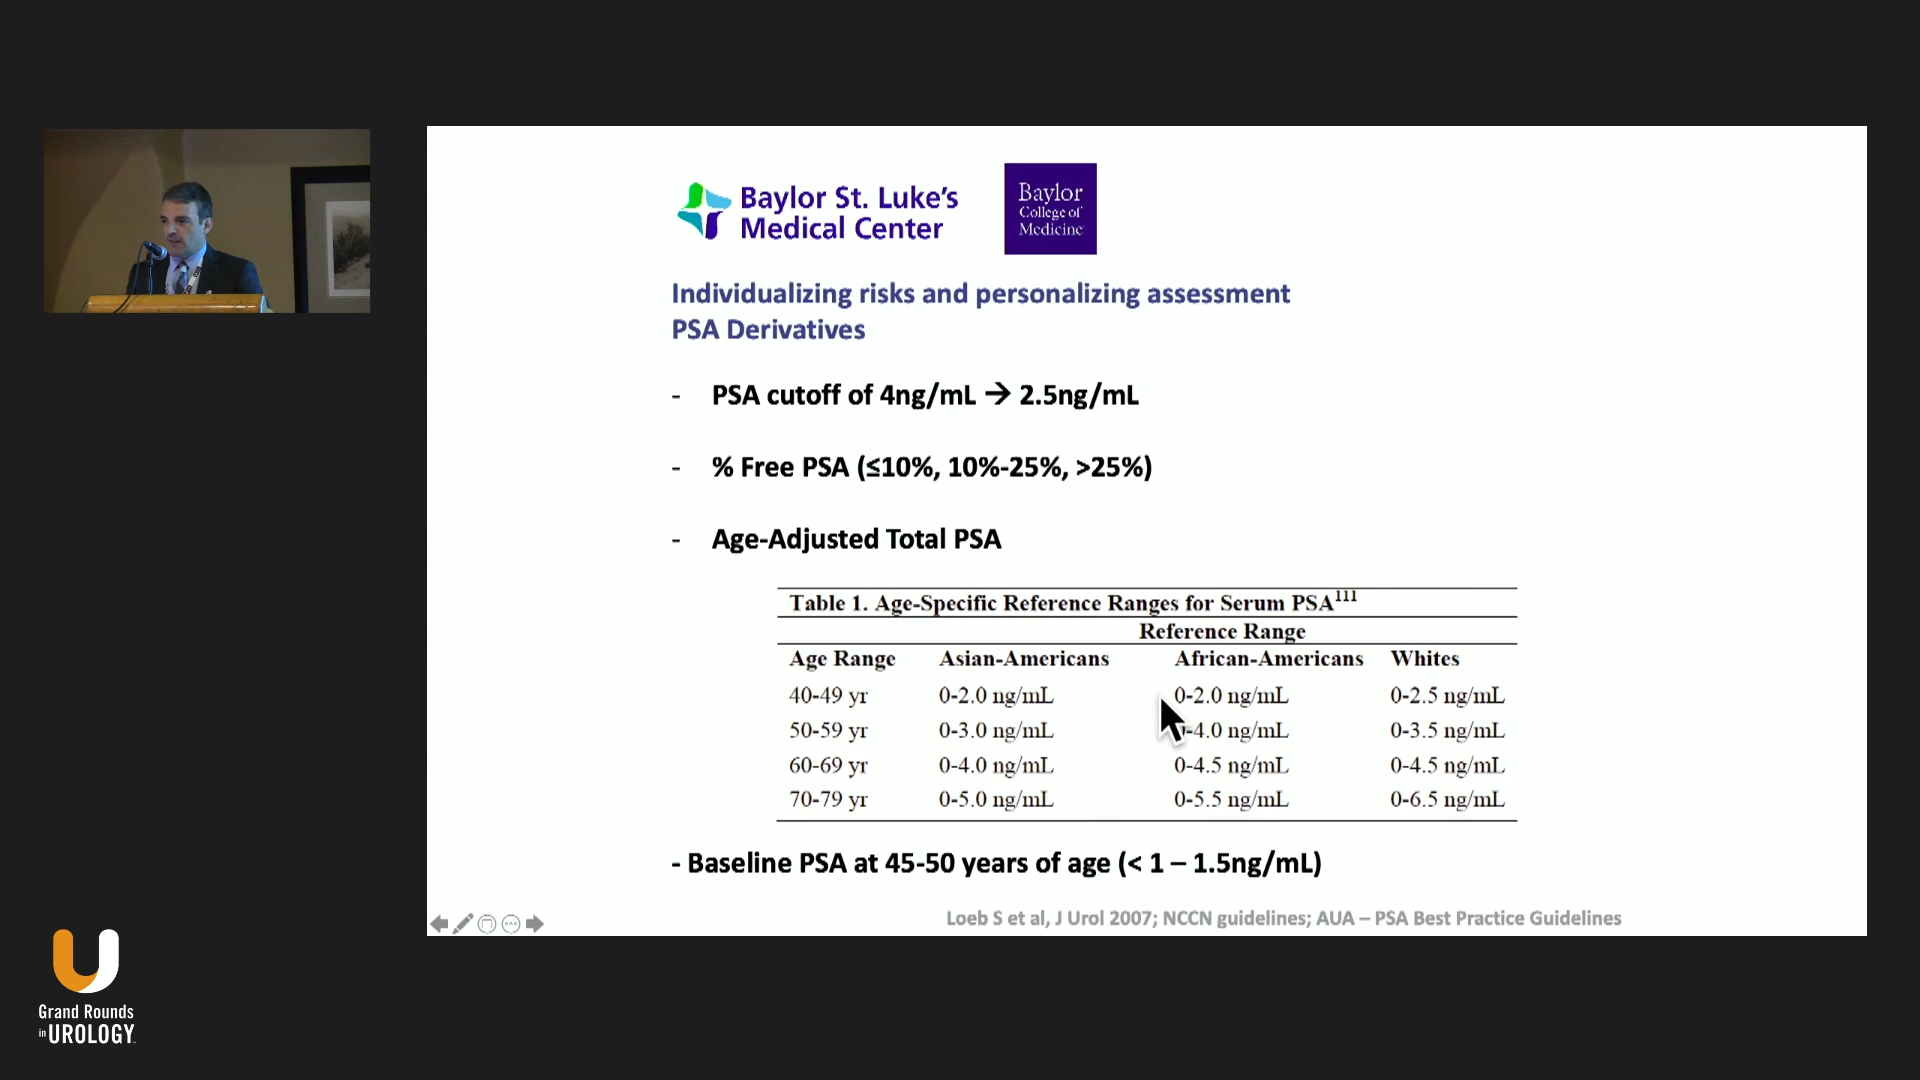 Baylor St. Luke's
Medical Center
Baylor
College of
Medicine
Individualizing risks and personalizing assessment
PSA Derivatives
- PSA cutoff of 4ng/mL → 2.5ng/mL
- % Free PSA (≤10%, 10%-25%, >25%)
- Age-Adjusted Total PSA
Table 1. Age-Specific Reference Ranges for Serum PSA¹¹¹
Reference Range
Age Range Asian-Americans African-Americans Whites
40-49 yr 0-2.0 ng/mL 0-2.0 ng/mL 0-2.5 ng/mL
50-59 yr 0-3.0 ng/mL -4.0 ng/mL 0-3.5 ng/mL
60-69 yr 0-4.0 ng/mL 0-4.5 ng/mL 0-4.5 ng/mL
70-79 yr 0-5.0 ng/mL 0-5.5 ng/mL 0-6.5 ng/mL
- Baseline PSA at 45-50 years of age (< 1 – 1.5ng/mL)
Loeb S et al, J Urol 2007; NCCN guidelines; AUA – PSA Best Practice Guidelines
Grand Rounds
in UROLOGY